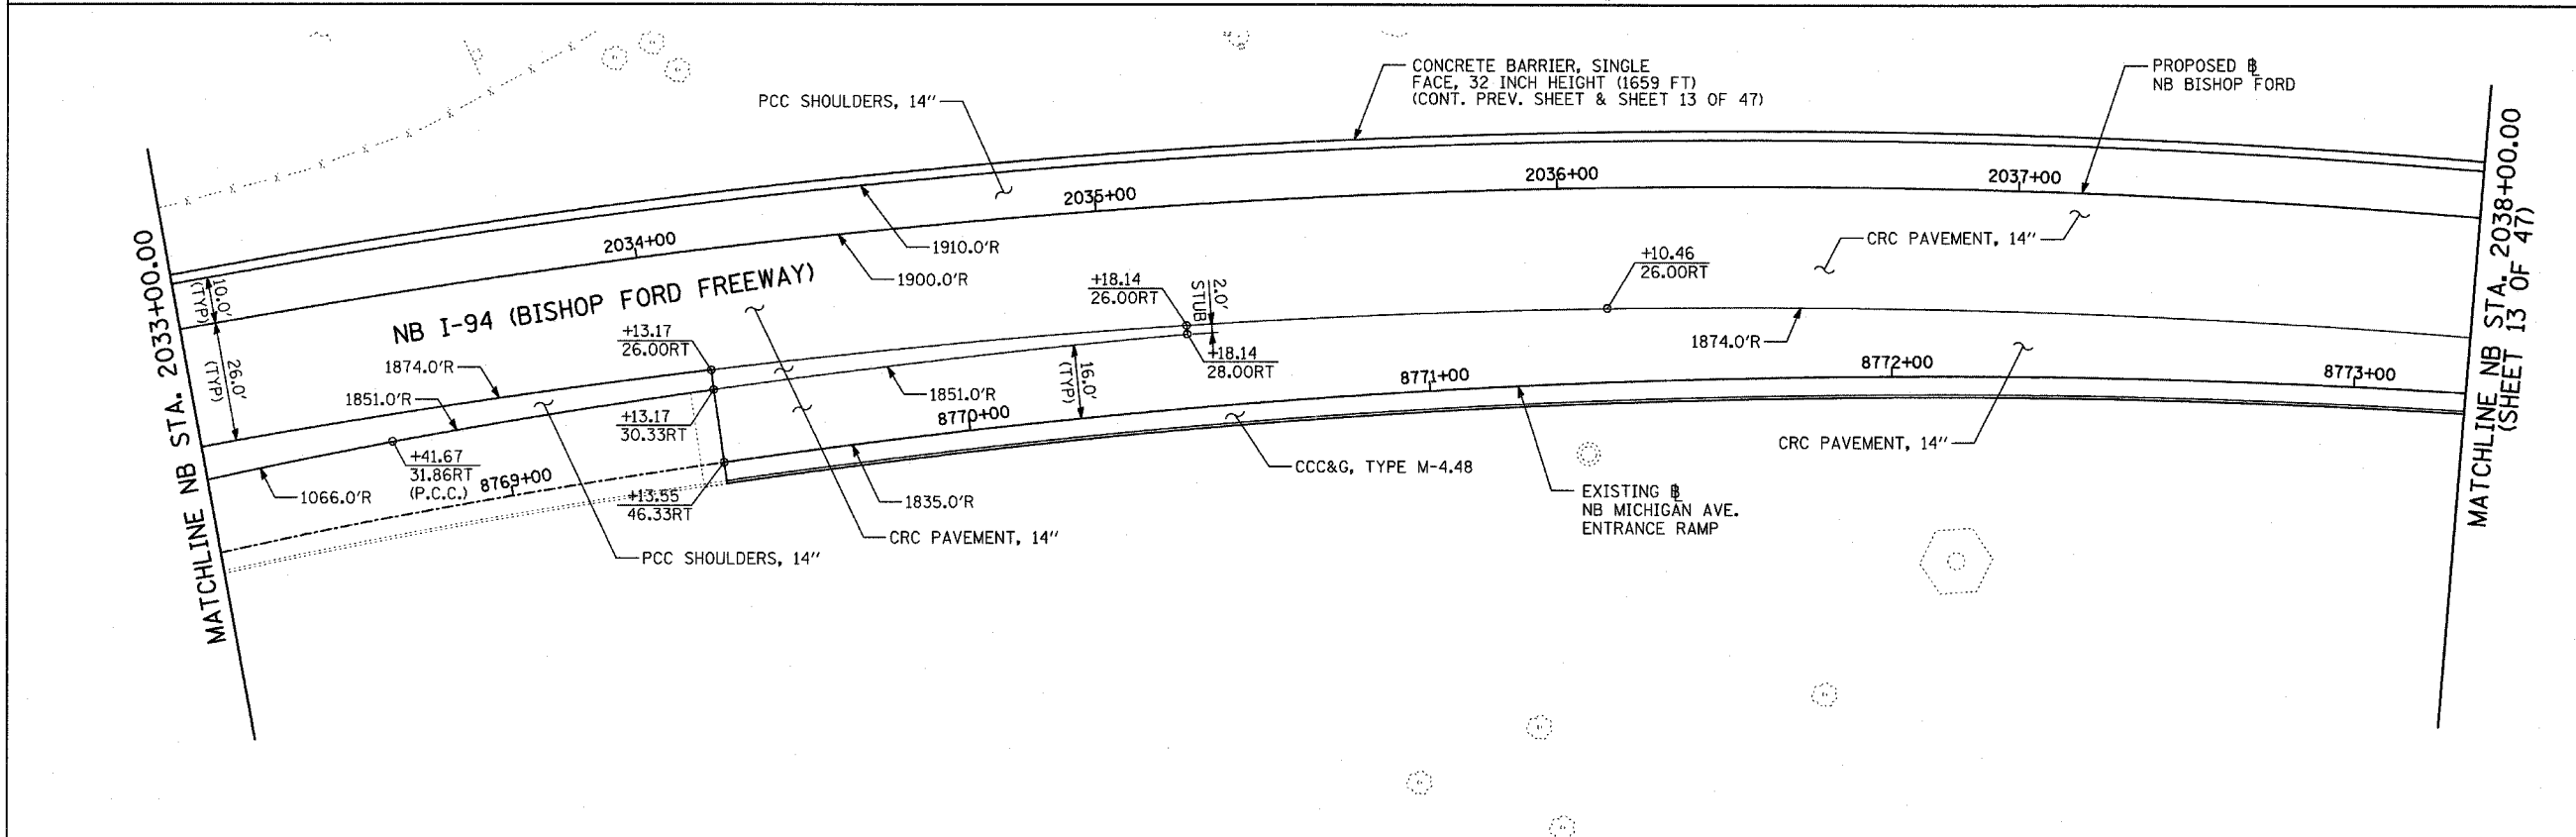 CONCRETE BARRIER, SINGLE
FACE, 32 INCH HEIGHT (1659 FT)
(CONT. PREV. SHEET & SHEET 13 OF 47)
PROPOSED ℄
NB BISHOP FORD
PCC SHOULDERS, 14"
2034+00
2035+00
2036+00
2037+00
1910.0'R
1900.0'R
CRC PAVEMENT, 14"
+10.46
26.00RT
+18.14
26.00RT
2.0'
STUB
+18.14
28.00RT
10.0'
(TYP)
26.0'
(TYP)
NB I-94 (BISHOP FORD FREEWAY)
+13.17
26.00RT
1874.0'R
1851.0'R
+13.17
30.33RT
1851.0'R
16.0'
(TYP)
1874.0'R
8769+00
8770+00
8771+00
8772+00
8773+00
+41.67
31.86RT
(P.C.C.)
1066.0'R
+13.55
46.33RT
1835.0'R
CRC PAVEMENT, 14"
PCC SHOULDERS, 14"
CCC&G, TYPE M-4.48
CRC PAVEMENT, 14"
EXISTING ℄
NB MICHIGAN AVE.
ENTRANCE RAMP
MATCHLINE NB STA. 2033+00.00
MATCHLINE NB STA. 2038+00.00
(SHEET 13 OF 47)